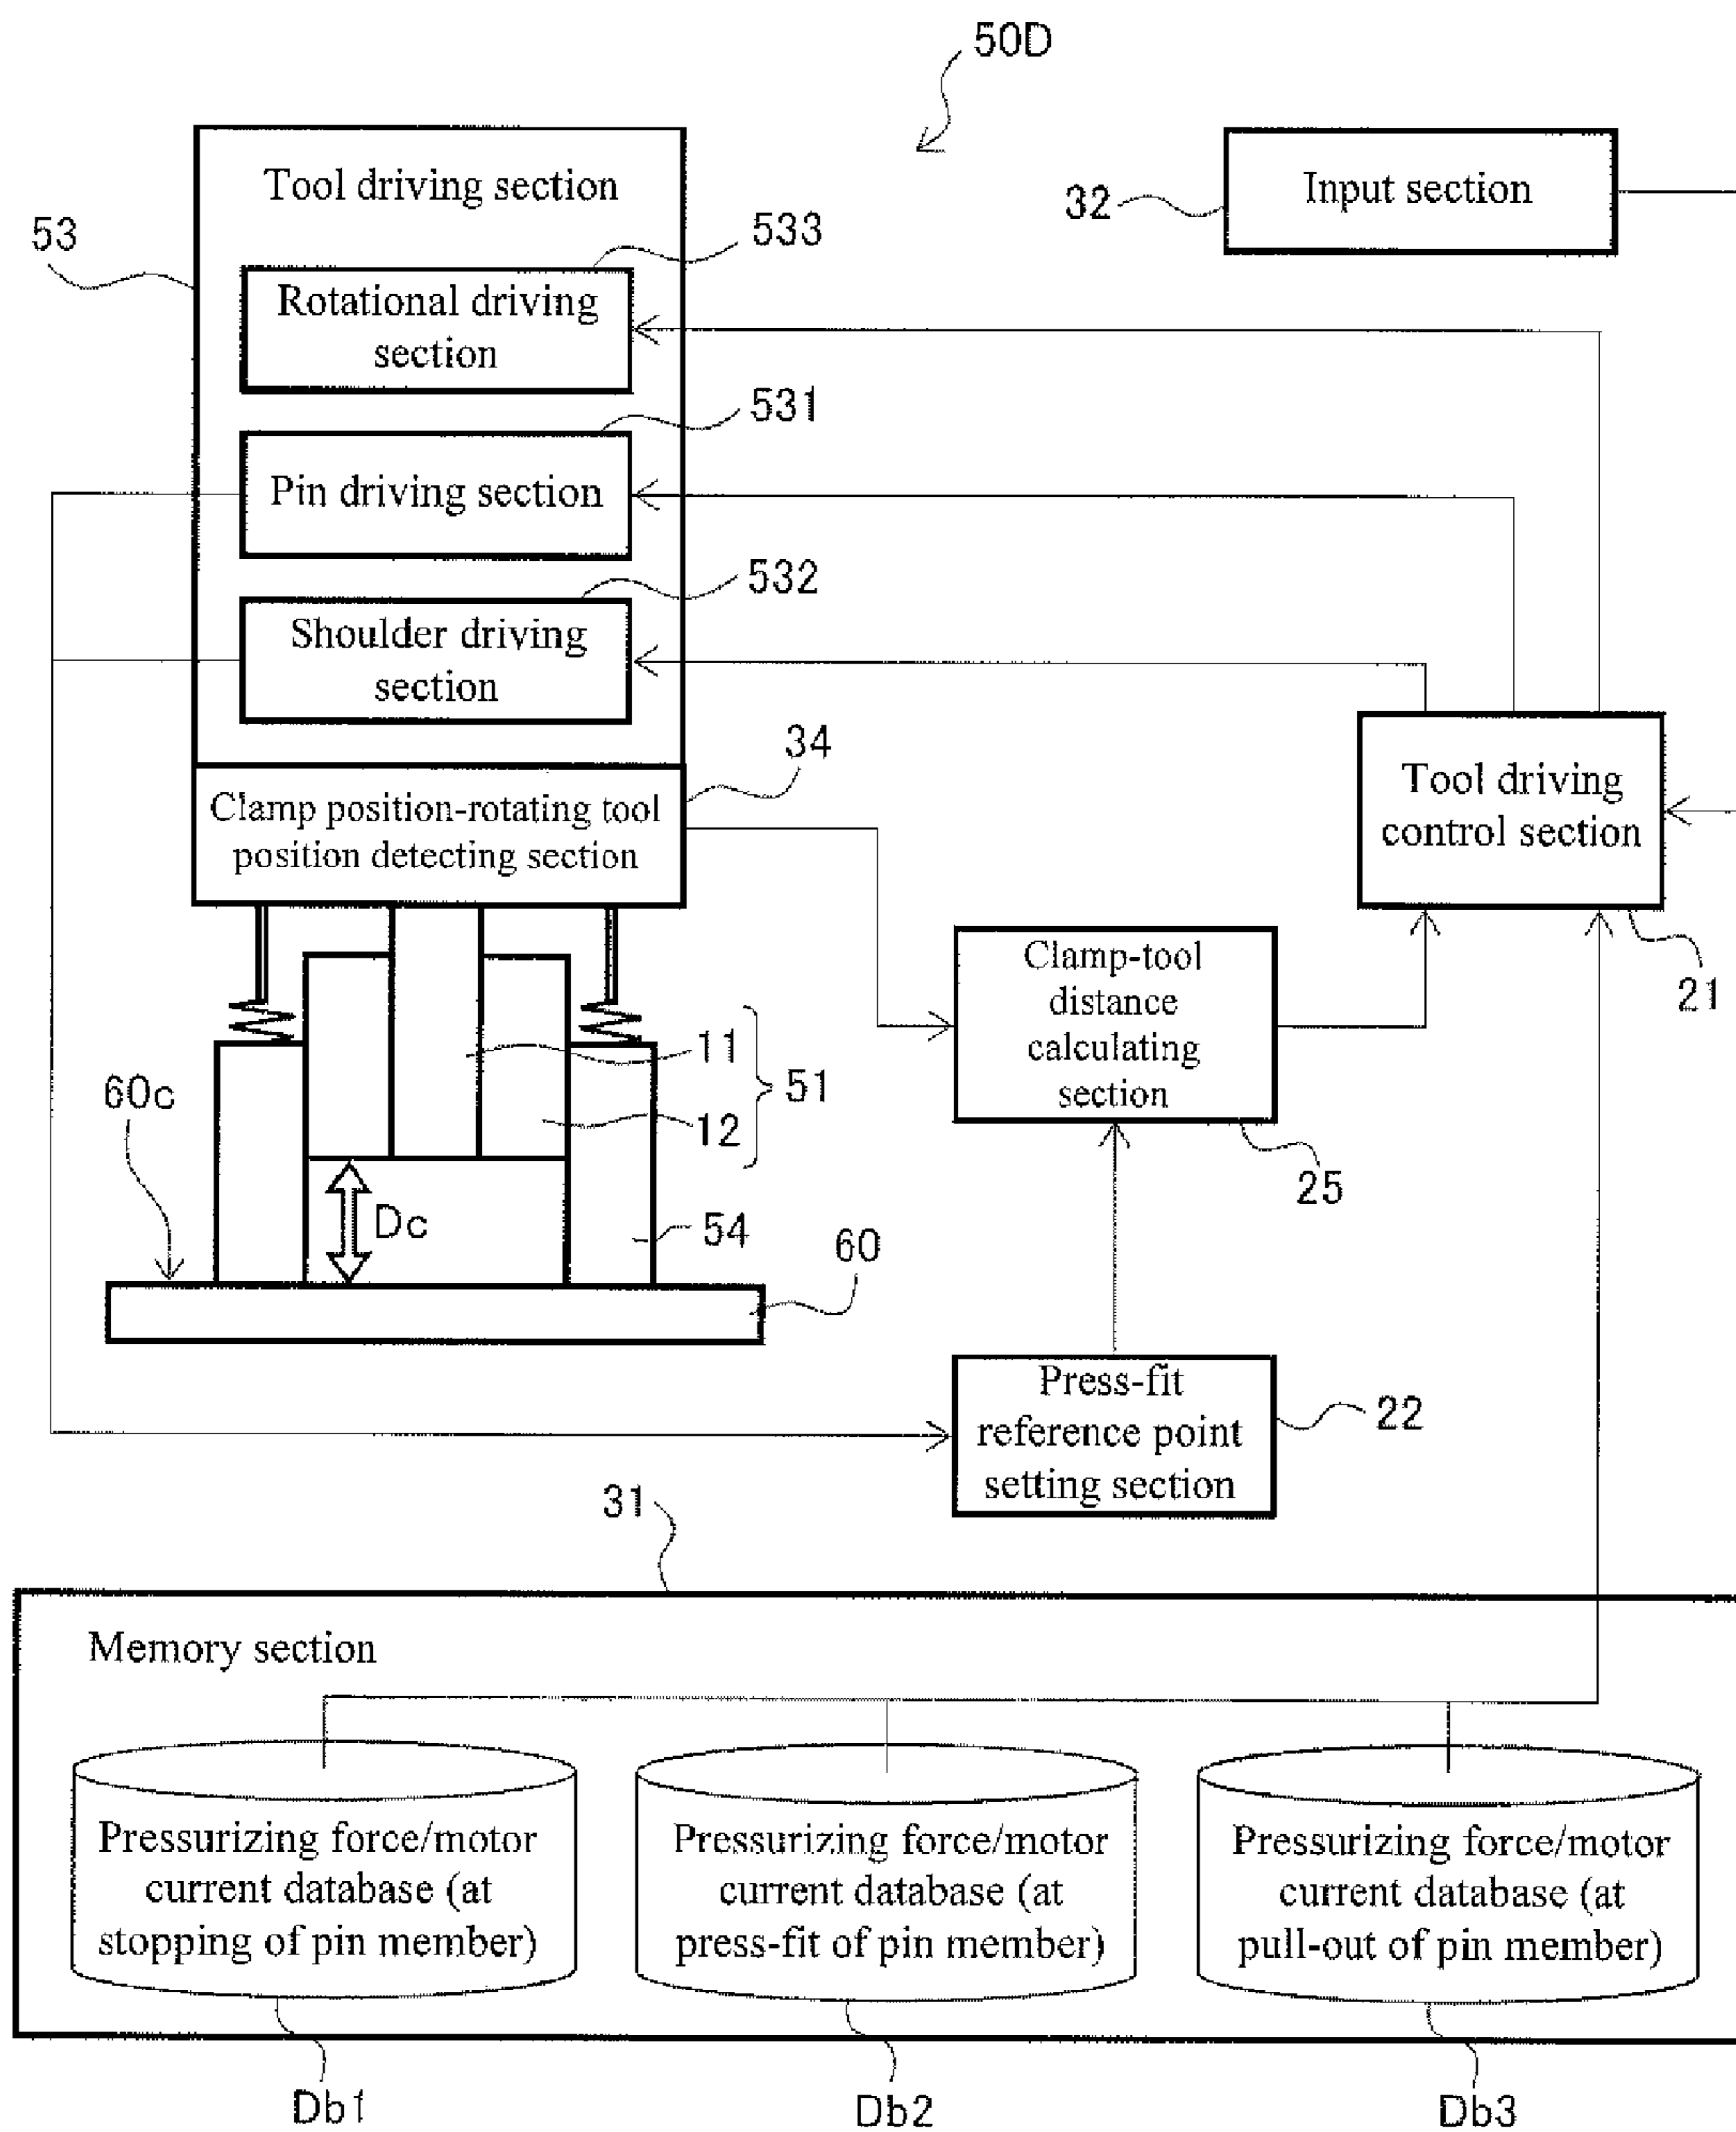 50D
Tool driving section
Input section
32
53
533
Rotational driving
section
531
Pin driving section
532
Shoulder driving
section
34
Clamp position-rotating tool
position detecting section
Tool driving
control section
21
Clamp-tool
distance
calculating
section
25
11
12
51
60c
Dc
54
60
Press-fit
reference point
setting section
22
31
Memory section
Pressurizing force/motor
current database (at
stopping of pin member)
Pressurizing force/motor
current database (at
press-fit of pin member)
Pressurizing force/motor
current database (at
pull-out of pin member)
Db1
Db2
Db3